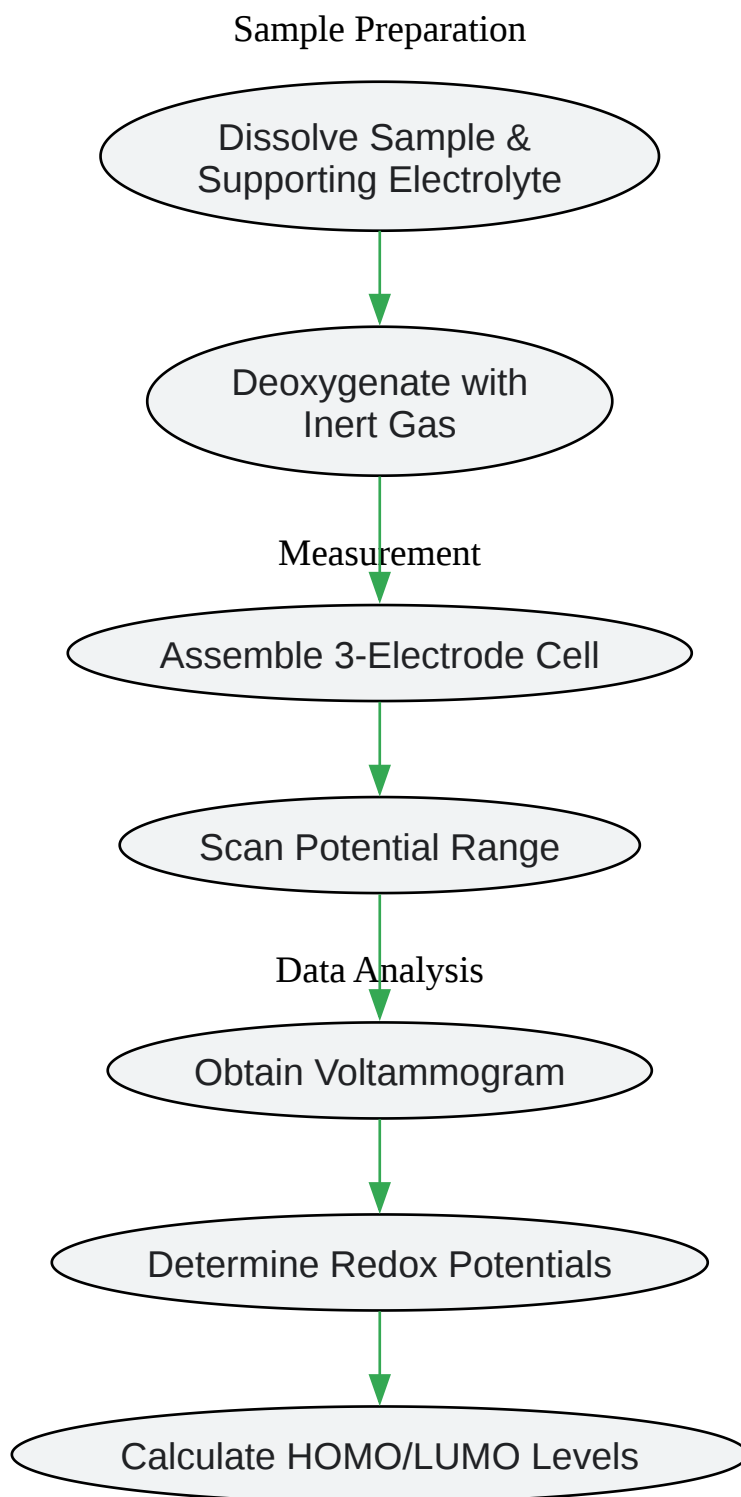 Sample Preparation
Dissolve Sample &
Supporting Electrolyte
Deoxygenate with
Inert Gas
Measurement
Assemble 3-Electrode Cell
Scan Potential Range
Data Analysis
Obtain Voltammogram
Determine Redox Potentials
Calculate HOMO/LUMO Levels